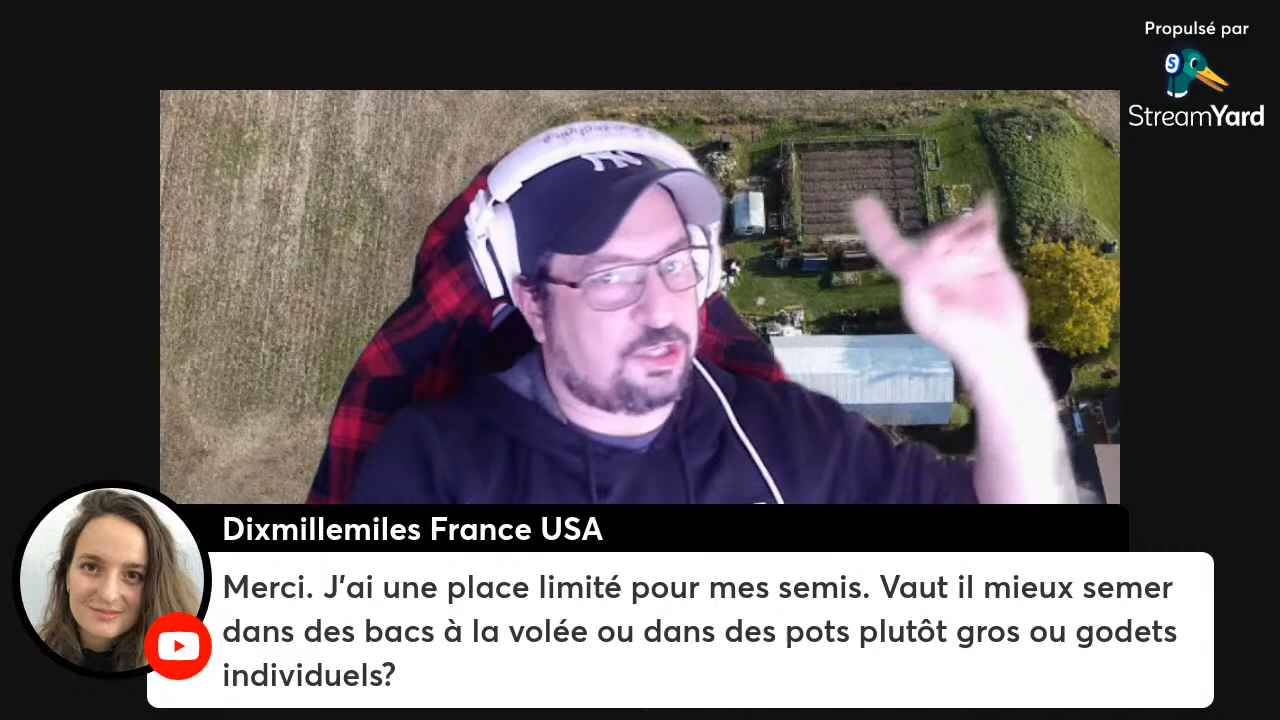 Propulsé par
StreamYard
Dixmillemiles France USA
Merci. J'ai une place limité pour mes semis. Vaut il mieux semer
dans des bacs à la volée ou dans des pots plutôt gros ou godets
individuels?